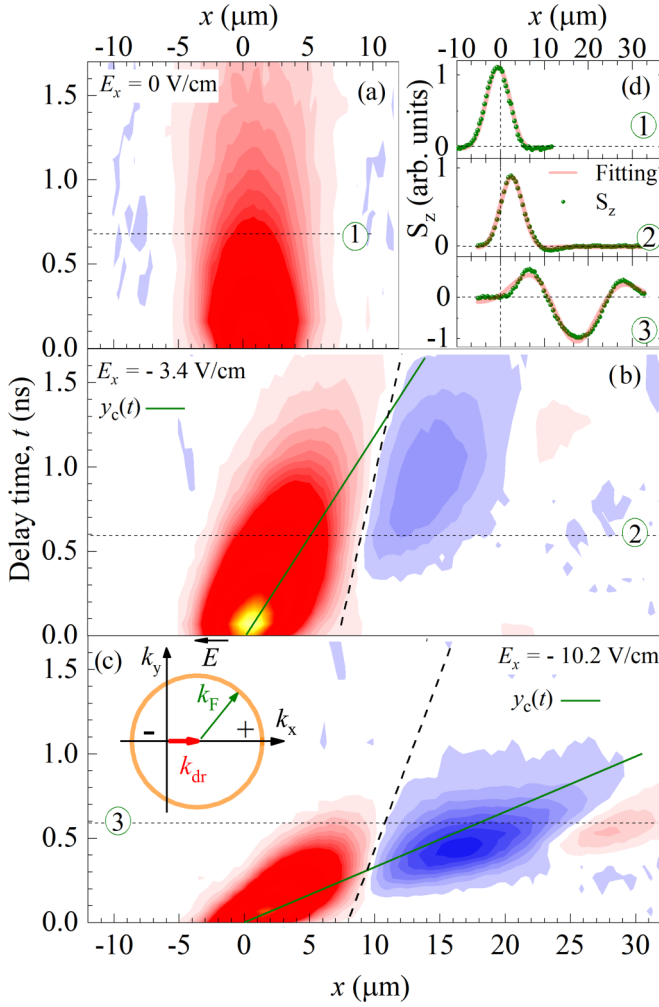 x (μm)
-10 -5 0 5 10
E_x = 0 V/cm
(a)
1.5
1.0
0.5
0.0
1
x (μm)
-10 0 10 20 30
(d)
S_z (arb. units)
1
0
1
Fitting
S_z
1
0
2
1
0
-1
3
Delay time, t (ns)
E_x = - 3.4 V/cm
y_c(t)
(b)
1.5
1.0
0.5
0.0
2
(c)
E
E_x = - 10.2 V/cm
y_c(t)
k_y
k_F
k_x
-
+
k_dr
3
1.5
1.0
0.5
0.0
-10 -5 0 5 10 15 20 25 30
x (μm)